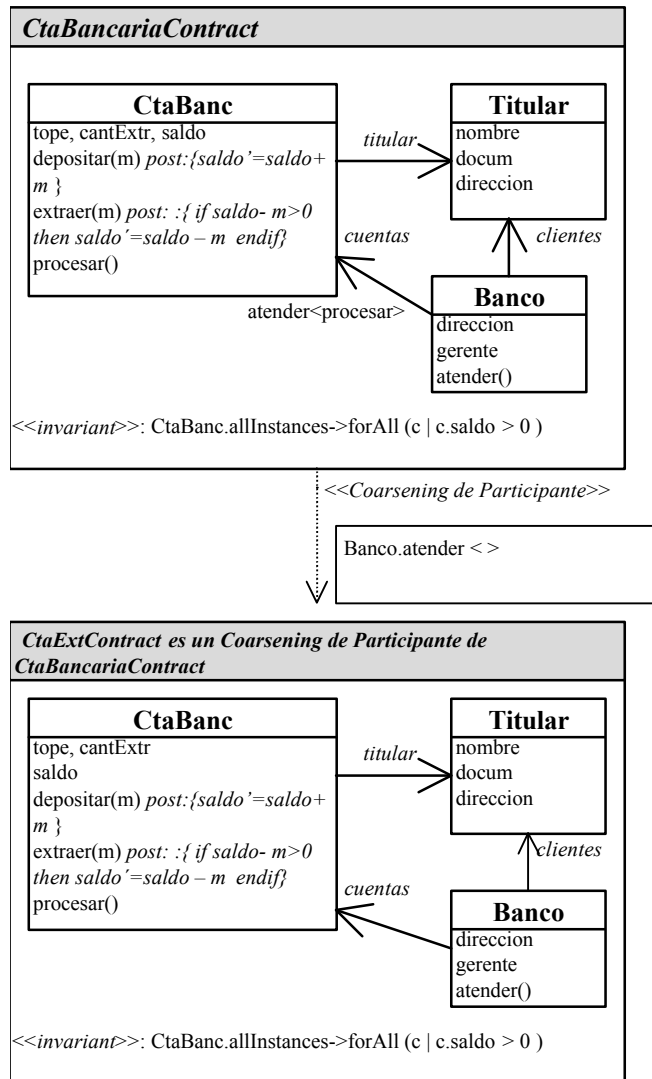 CtaBancariaContract
CtaBanc
tope, cantExtr, saldo
depositar(m) post:{saldo’=saldo+
m }
extraer(m) post: :{ if saldo- m>0
then saldo´=saldo – m endif}
procesar()
titular
Titular
nombre
docum
direccion
cuentas
clientes
atender<procesar>
Banco
direccion
gerente
atender()
<<invariant>>: CtaBanc.allInstances->forAll (c | c.saldo > 0 )
<<Coarsening de Participante>>
Banco.atender < >
CtaExtContract es un Coarsening de Participante de
CtaBancariaContract
CtaBanc
tope, cantExtr
saldo
depositar(m) post:{saldo’=saldo+
m }
extraer(m) post: :{ if saldo- m>0
then saldo´=saldo – m endif}
procesar()
titular
Titular
nombre
docum
direccion
cuentas
clientes
Banco
direccion
gerente
atender()
<<invariant>>: CtaBanc.allInstances->forAll (c | c.saldo > 0 )